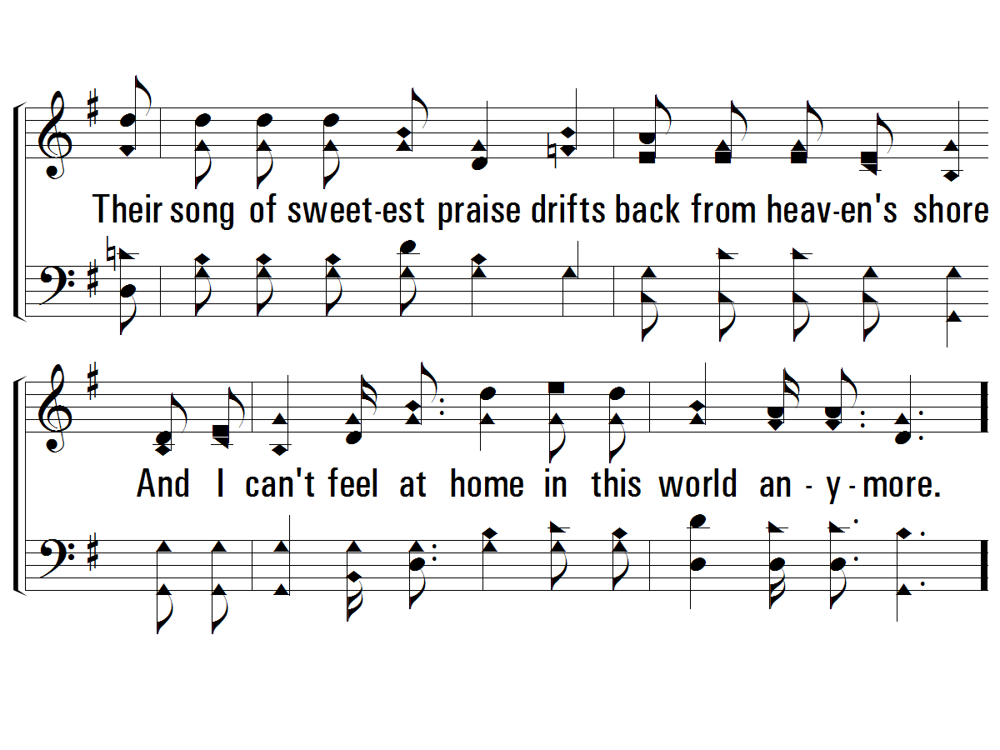 Their song of sweet-est praise drifts back from heav-en's shore
And I can't feel at home in this world an - y - more.